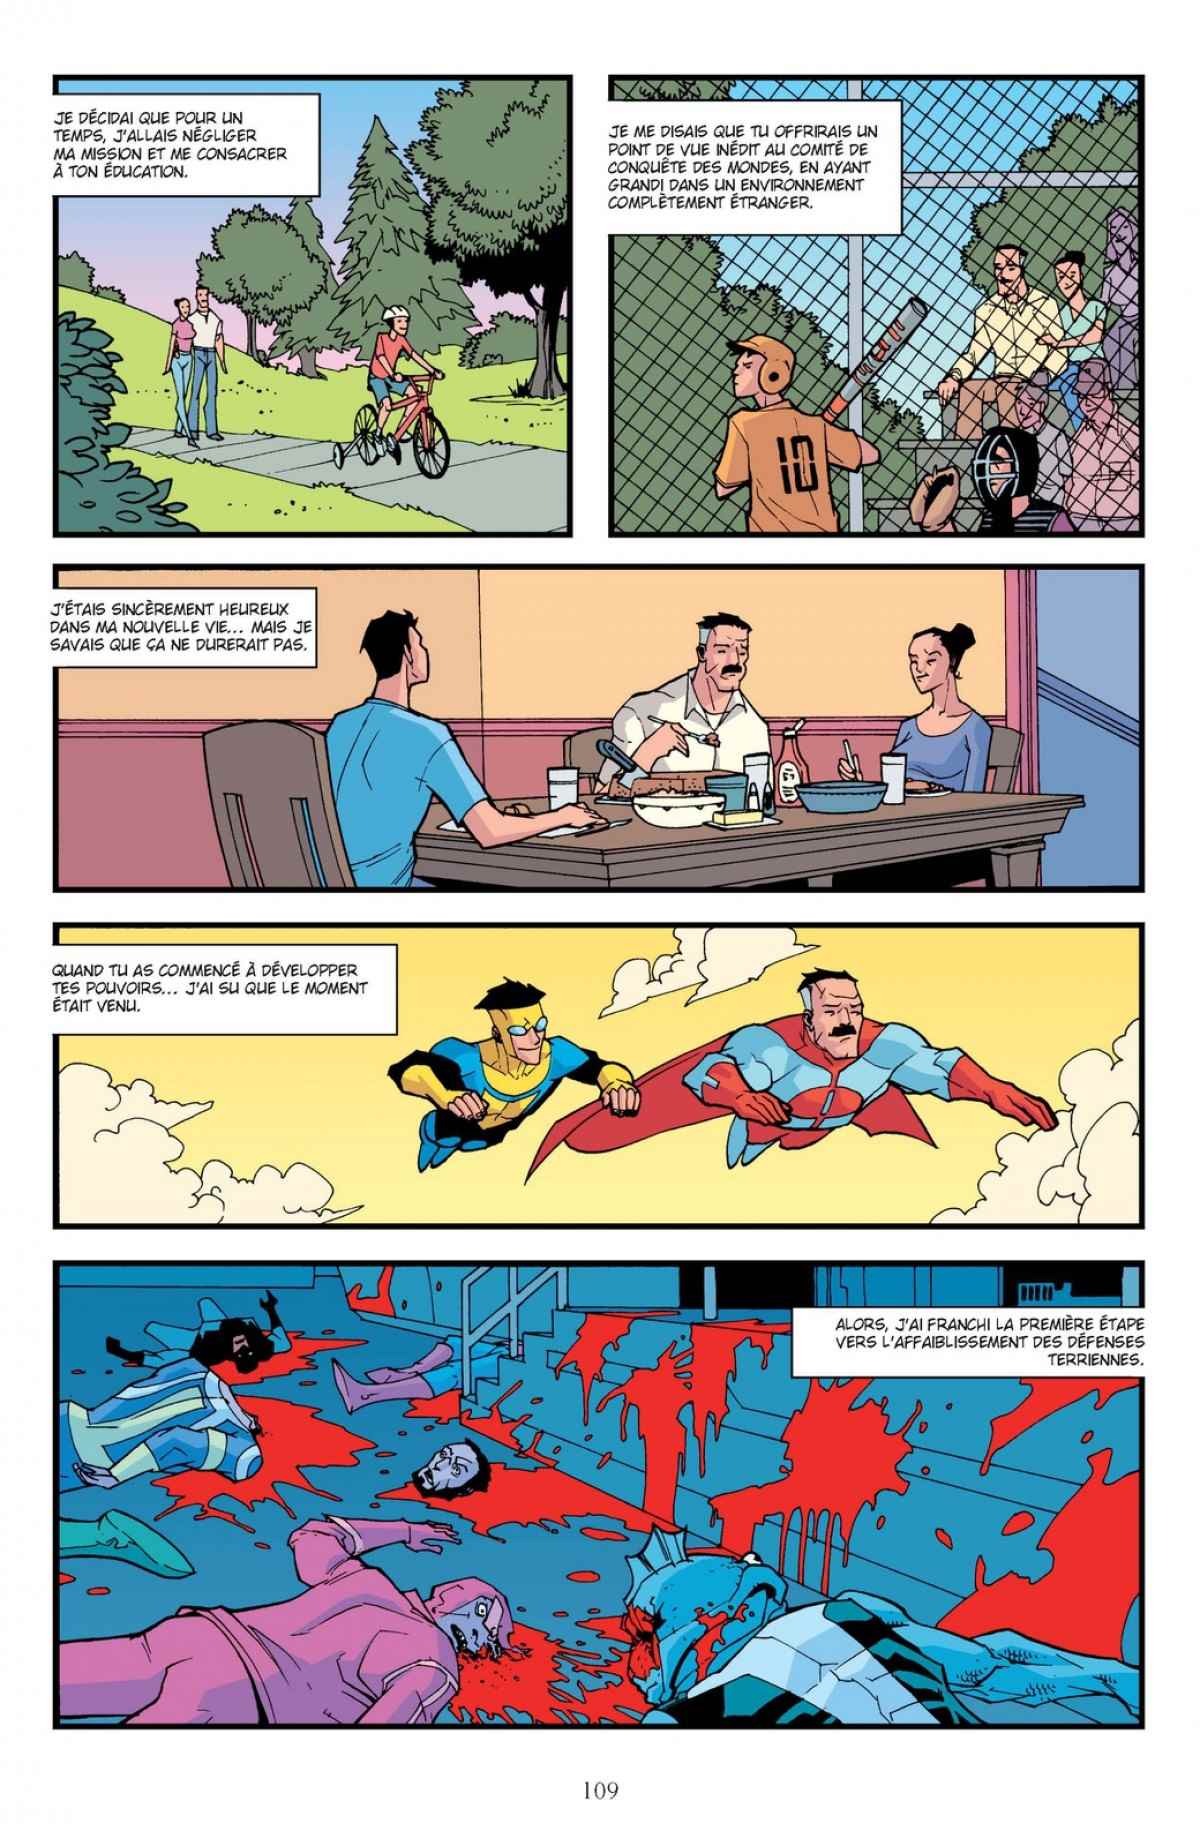 JE DÉCIDAI QUE POUR UN
TEMPS, J'ALLAIS NÉGLIGER
MA MISSION ET ME CONSACRER
À TON ÉDUCATION.
JE ME DISAIS QUE TU OFFRIRAIS UN
POINT DE VUE INÉDIT AU COMITÉ DE
CONQUÊTE DES MONDES, EN AYANT
GRANDI DANS UN ENVIRONNEMENT
COMPLÈTEMENT ÉTRANGER.
10
J'ÉTAIS SINCÈREMENT HEUREUX
DANS MA NOUVELLE VIE... MAIS JE
SAVAIS QUE ÇA NE DURERAIT PAS.
QUAND TU AS COMMENCÉ À DÉVELOPPER
TES POUVOIRS... J'AI SU QUE LE MOMENT
ÉTAIT VENU.
ALORS, J'AI FRANCHI LA PREMIÈRE ÉTAPE
VERS L'AFFAIBLISSEMENT DES DÉFENSES
TERRIENNES.
109